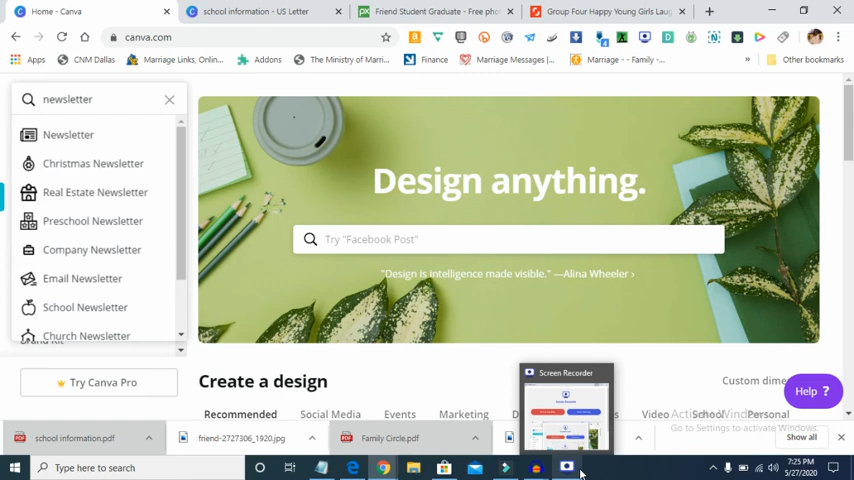 Home - Canva
school information - US Letter
Friend Student Graduate - Free pho
Group Four Happy Young Girls Laug
canva.com
Apps
CNM Dallas
Marriage Links, Onlin...
Addons
The Ministry of Marri...
Finance
Marriage Messages |...
Marriage - - Family -...
Other bookmarks
newsletter
Newsletter
Christmas Newsletter
Real Estate Newsletter
Preschool Newsletter
Company Newsletter
Email Newsletter
School Newsletter
Church Newsletter
Try Canva Pro
Design anything.
Try "Facebook Post"
"Design is intelligence made visible." —Alina Wheeler ›
Create a design
Custom dime
Recommended
Social Media
Events
Marketing
Video
School
Personal
Help ?
Screen Recorder
Activate Windows
Go to Settings to activate Windows.
school information.pdf
friend-2727306_1920.jpg
Family Circle.pdf
Show all
Type here to search
7:25 PM
5/27/2020